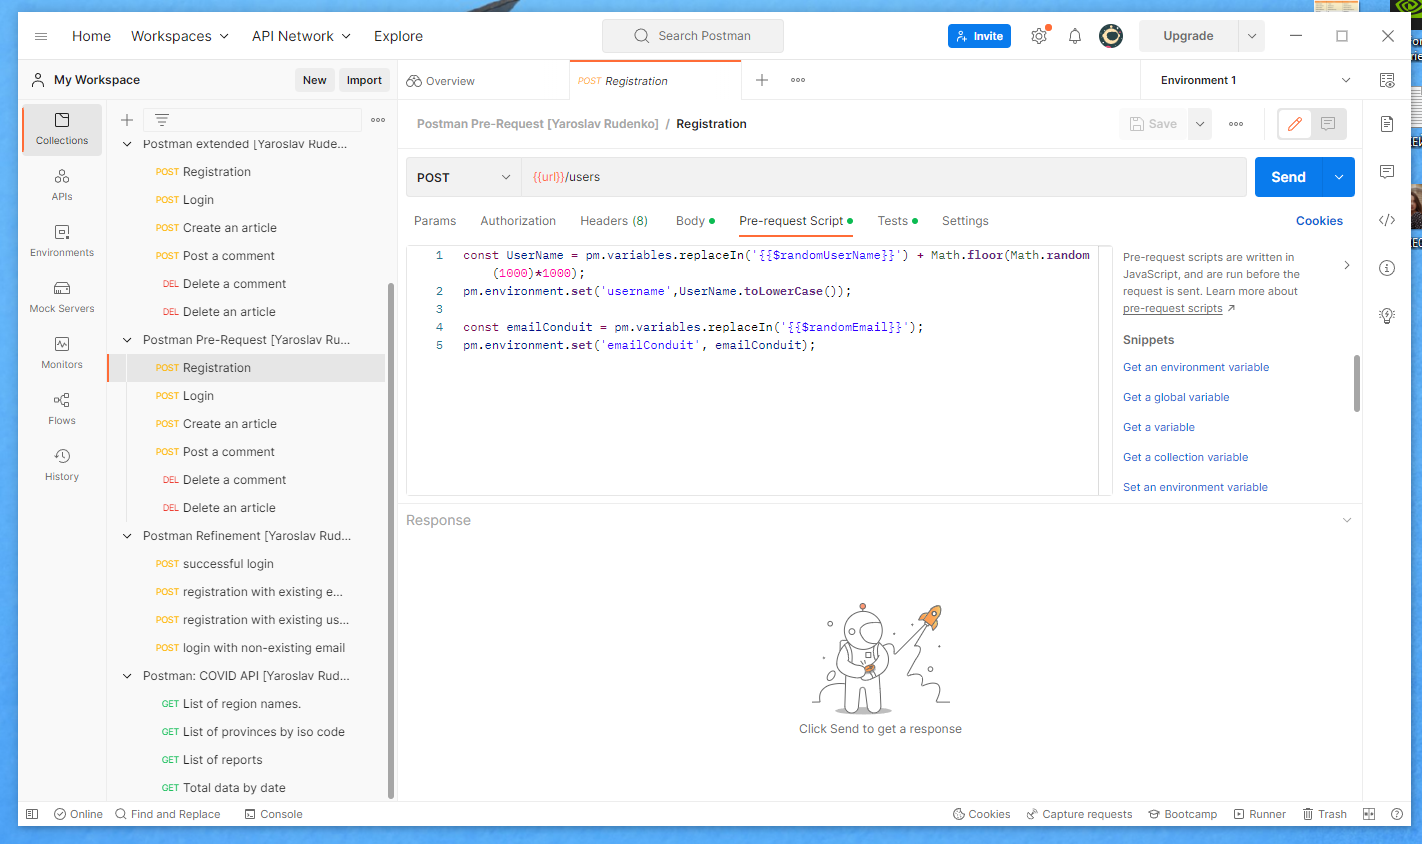 Home
Workspaces
API Network
Explore
Search Postman
Invite
Upgrade
My Workspace
New
Import
Overview
POST Registration
Environment 1
Collections
APIs
Environments
Mock Servers
Monitors
Flows
History
Postman extended [Yaroslav Rude...
POST Registration
POST Login
POST Create an article
POST Post a comment
DEL Delete a comment
DEL Delete an article
Postman Pre-Request [Yaroslav Ru...
POST Registration
POST Login
POST Create an article
POST Post a comment
DEL Delete a comment
DEL Delete an article
Postman Refinement [Yaroslav Rud...
POST successful login
POST registration with existing e...
POST registration with existing us...
POST login with non-existing email
Postman: COVID API [Yaroslav Rud...
GET List of region names.
GET List of provinces by iso code
GET List of reports
GET Total data by date
Postman Pre-Request [Yaroslav Rudenko] / Registration
Save
POST
{{url}}/users
Send
Params
Authorization
Headers (8)
Body
Pre-request Script
Tests
Settings
Cookies
1 const UserName = pm.variables.replaceIn('{{$randomUserName}}') + Math.floor(Math.random
(1000)*1000);
2 pm.environment.set('username',UserName.toLowerCase());
3
4 const emailConduit = pm.variables.replaceIn('{{$randomEmail}}');
5 pm.environment.set('emailConduit', emailConduit);
Pre-request scripts are written in
JavaScript, and are run before the
request is sent. Learn more about
pre-request scripts ↗
Snippets
Get an environment variable
Get a global variable
Get a variable
Get a collection variable
Set an environment variable
Response
Click Send to get a response
Online
Find and Replace
Console
Cookies
Capture requests
Bootcamp
Runner
Trash